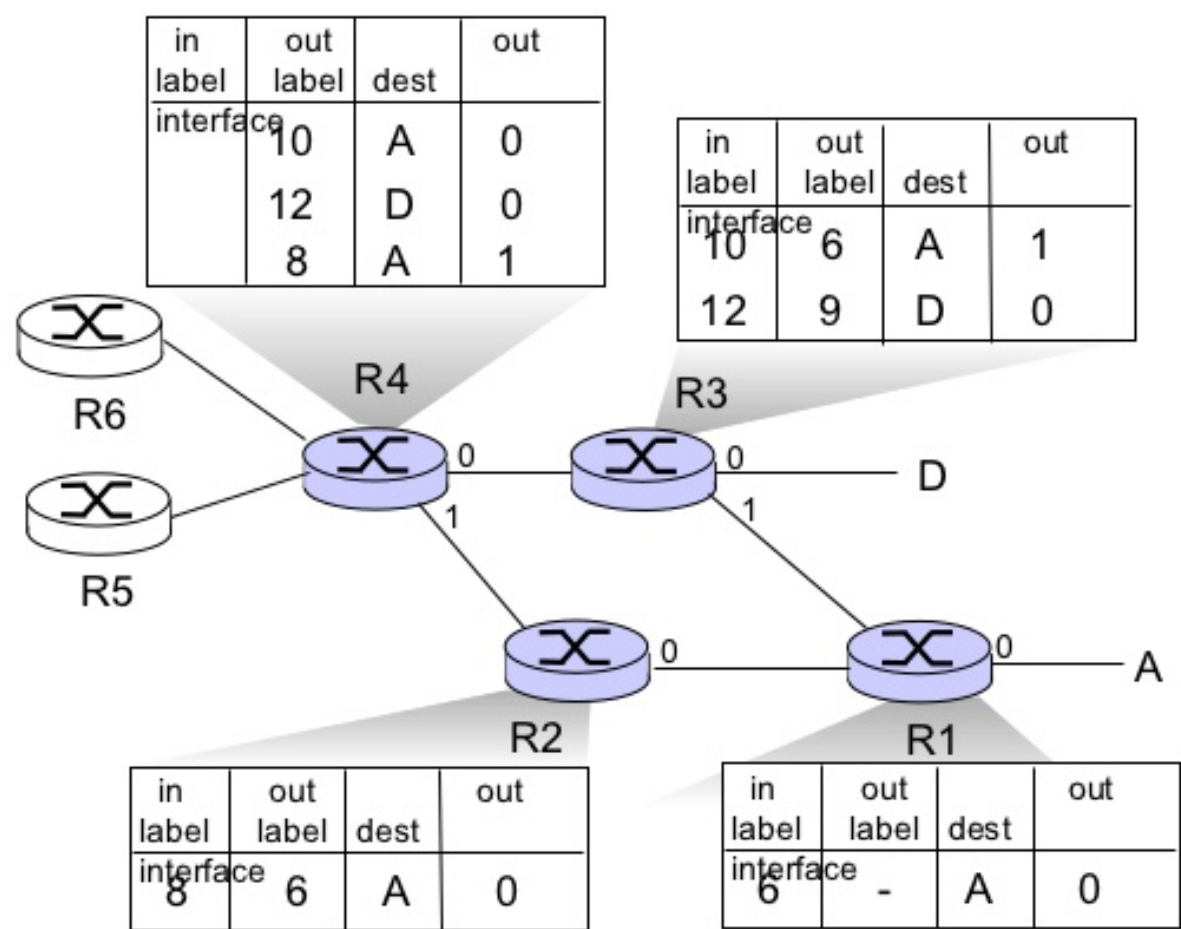 in out out
label label dest
interface
10 A 0
12 D 0
8 A 1
in out out
label label dest
interface
10 6 A 1
12 9 D 0
R6
R4
R3
R5
0
1
0
1
D
0
0
A
R2
R1
in out out
label label dest
interface
8 6 A 0
in out out
label label dest
interface
6 - A 0